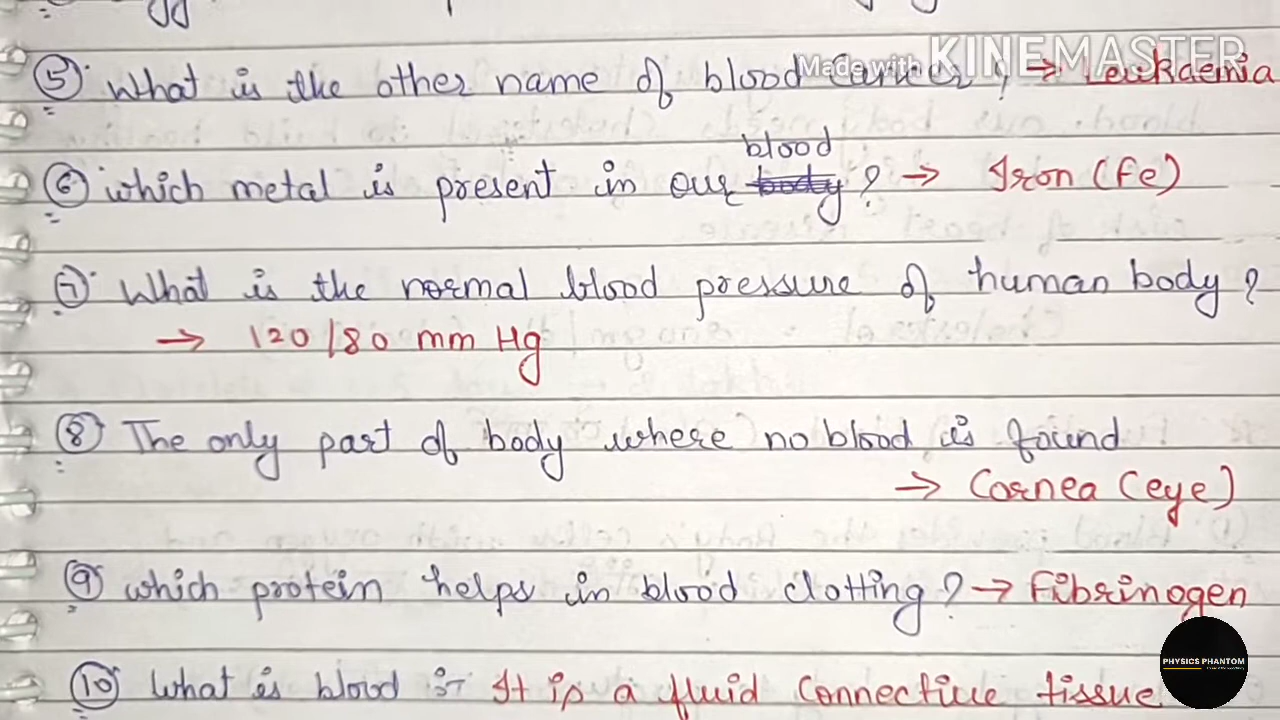 ⑤ What is the other name of blood Cancer? → Leukaemia
Made with KINEMASTER
blood
⑥ which metal is present in our body? → Iron (Fe)
⑦ What is the normal blood pressure of human body?
→ 120/80 mm Hg
⑧ The only part of body where no blood is found
→ Cornea (eye)
⑨ which protein helps in blood clotting? → Fibrinogen
PHYSICS PHANTOM
⑩ What is blood :- It is a fluid Connective tissue